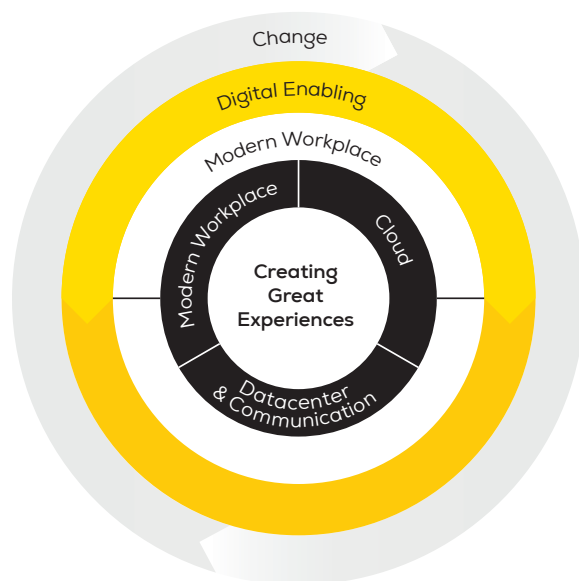 Change
Digital Enabling
Modern Workplace
Modern Workplace
Cloud
Creating
Great
Experiences
Datacenter
& Communication